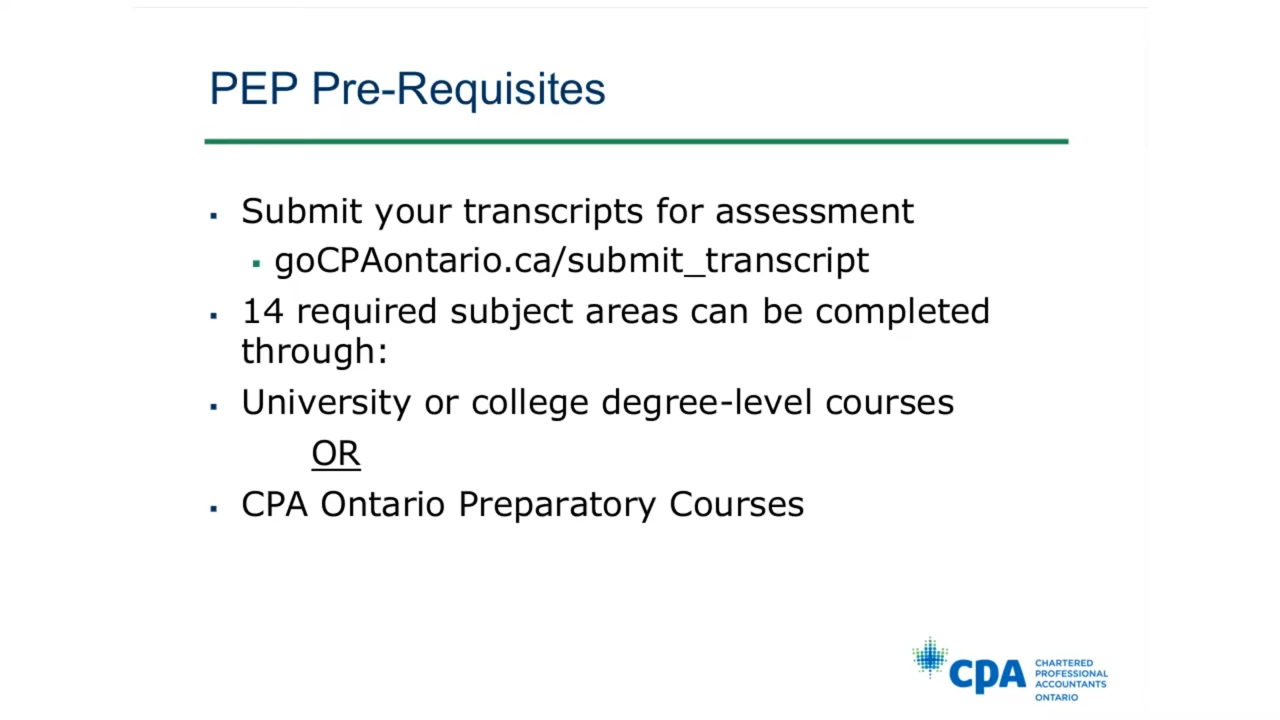 PEP Pre-Requisites
Submit your transcripts for assessment
goCPAontario.ca/submit_transcript
14 required subject areas can be completed
through:
University or college degree-level courses
OR
CPA Ontario Preparatory Courses
CPA
CHARTERED
PROFESSIONAL
ACCOUNTANTS
ONTARIO